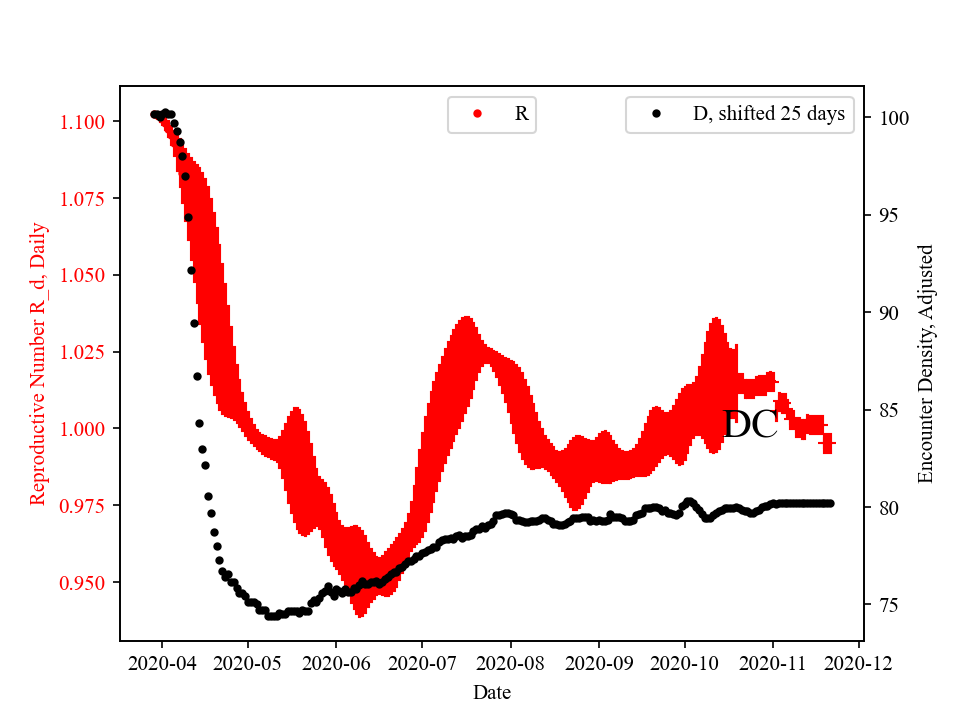 R
D, shifted 25 days
Reproductive Number R_d, Daily
1.100
1.075
1.050
1.025
1.000
0.975
0.950
DC
100
95
90
85
80
75
Encounter Density, Adjusted
2020-04 2020-05 2020-06 2020-07 2020-08 2020-09 2020-10 2020-11 2020-12
Date